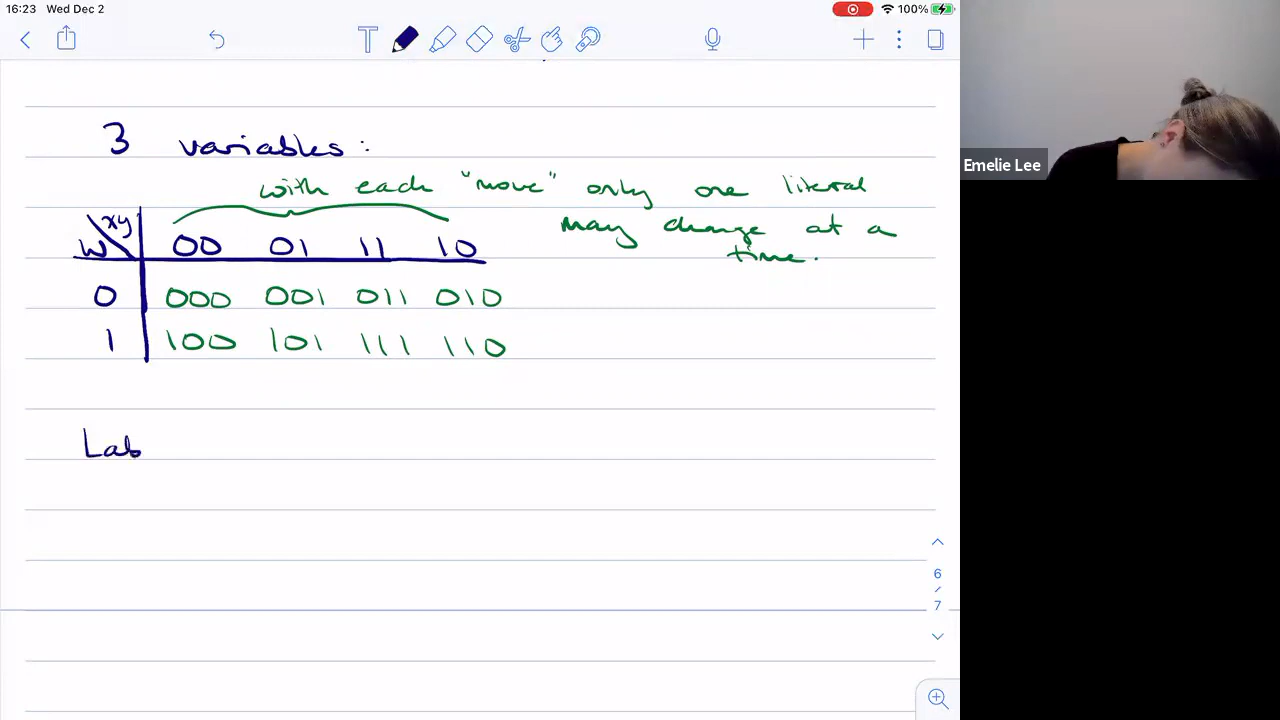 16:23 Wed Dec 2
100%
3 variables:
with each "move" only one literal
may change at a
time.
w xy 00 01 11 10
0 000 001 011 010
1 100 101 111 110
Lab
6
/
7
Emelie Lee